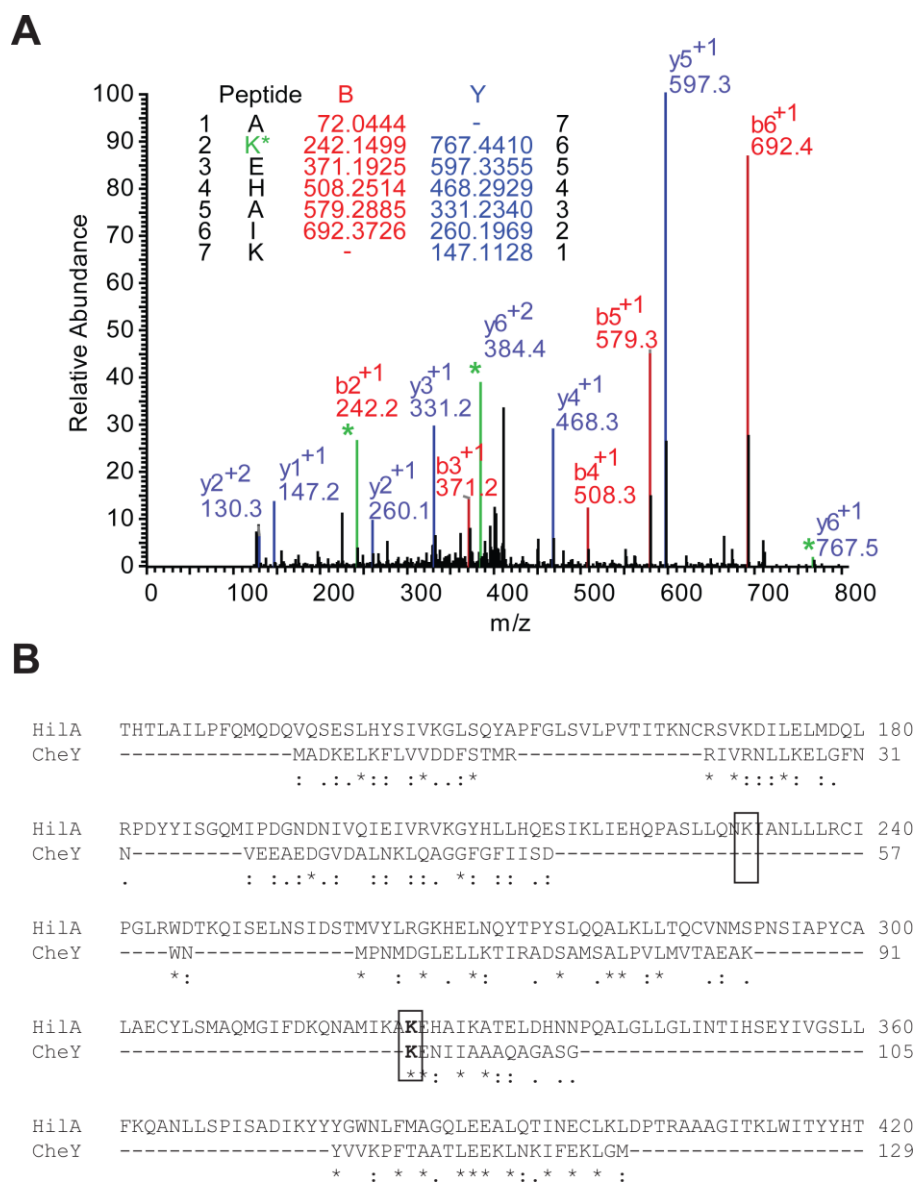 A
Peptide B Y
1 A 72.0444 - 7
2 K* 242.1499 767.4410 6
3 E 371.1925 597.3355 5
4 H 508.2514 468.2929 4
5 A 579.2885 331.2340 3
6 I 692.3726 260.1969 2
7 K - 147.1128 1
y5+1
597.3
b6+1
692.4
b5+1
579.3
y6+2
384.4
*
b2+1
242.2
*
y3+1
331.2
y4+1
468.3
b3+1
371.2
b4+1
508.3
y2+2
130.3
y1+1
147.2
y2+1
260.1
y6+1
*767.5
Relative Abundance
100
90
80
70
60
50
40
30
20
10
0
0 100 200 300 400 500 600 700 800
m/z
B
HilA THTLAILPFQMQDQVQSESLHYSIVKGLSQYAPFGLSVLPVTITKNCRSVKDILELMDQL 180
CheY --------------MADKELKFLVVDDFSTMR---------------RIVRNLLKELGFN 31
: .:.*:: :*:..:* * *:::*: :.
HilA RPDYYISGQMIPDGNDNIVQIEIVRVKGYHLLHQESIKLIEHQPASLLQNKIANLLLRCI 240
CheY N---------VEEAEDGVDALNKLQAGGFGFIISD------------------------- 57
. : :.:*. :: ::. *: ::. :
HilA PGLRWDTKQISELNSIDSTMVYLRGKHELNQYTPYSLQQALKLLTQCVNMSPNSIAPYCA 300
CheY ----WN-------------MPNMDGLELLKTIRADSAMSALPVLMVTAEAK--------- 91
*: * : * . *: * . ** :* : .
HilA LAECYLSMAQMGIFDKQNAMIKAKEHAIKATELDHNNPQALGLLGLINTIHSEYIVGSLL 360
CheY -----------------------KENIIAAAQAGASG----------------------- 105
**: * *:: . ..
HilA FKQANLLSPISADIKYYYGWNLFMAGQLEEALQTINECLKLDPTRAAAGITKLWITYYHT 420
CheY -----------------YVVKPFTAATLEEKLNKIFEKLGM------------------- 129
* : * *. *** *:.* * * :